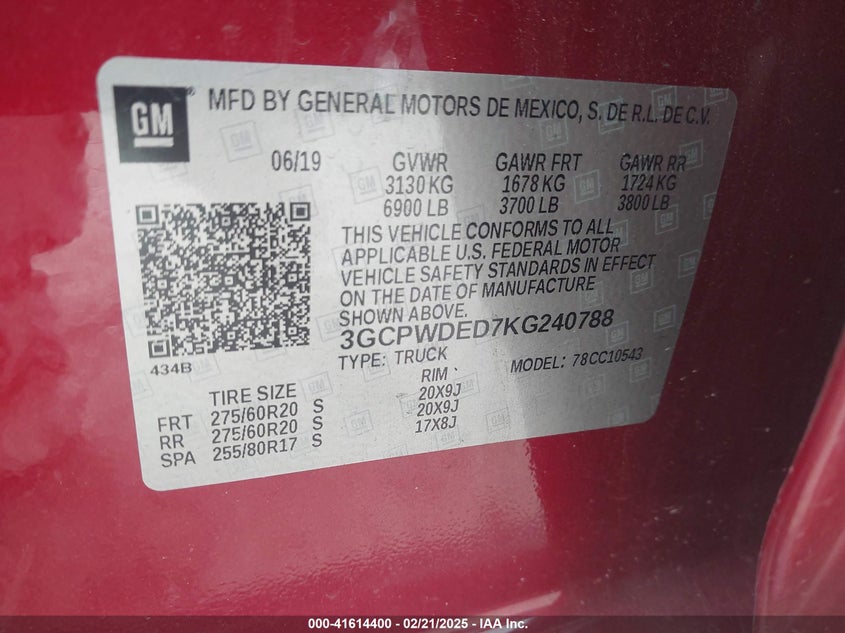 GM
® MFD BY GENERAL MOTORS DE MEXICO, S. DE R.L. DE C.V.
06/19 GVWR GAWR FRT GAWR RR
3130 KG 1678 KG 1724 KG
6900 LB 3700 LB 3800 LB
THIS VEHICLE CONFORMS TO ALL
APPLICABLE U.S. FEDERAL MOTOR
VEHICLE SAFETY STANDARDS IN EFFECT
ON THE DATE OF MANUFACTURE
SHOWN ABOVE.
3GCPWDED7KG240788
434B
TYPE: TRUCK MODEL: 78CC10543
TIRE SIZE RIM
FRT 275/60R20 S 20X9J
RR 275/60R20 S 20X9J
SPA 255/80R17 S 17X8J
000-41614400 - 02/21/2025 - IAA Inc.